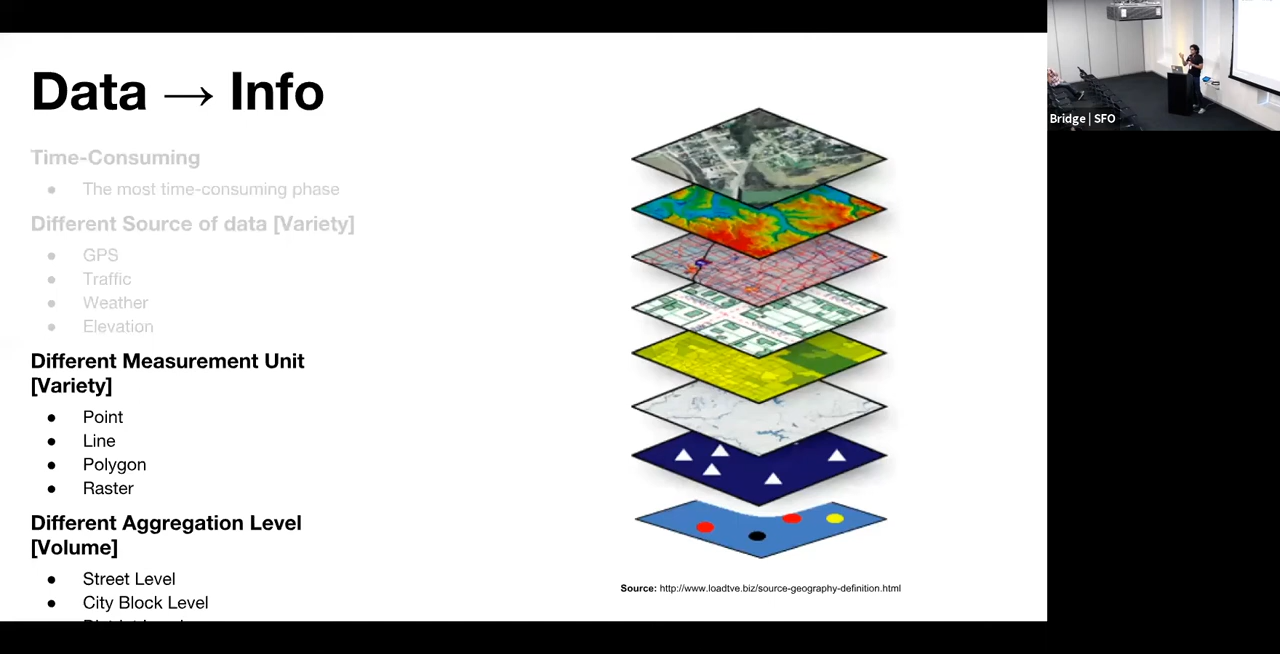 Data → Info
Time-Consuming
● The most time-consuming phase
Different Source of data [Variety]
● GPS
● Traffic
● Weather
● Elevation
Different Measurement Unit
[Variety]
● Point
● Line
● Polygon
● Raster
Different Aggregation Level
[Volume]
● Street Level
● City Block Level
Source: http://www.loadtve.biz/source-geography-definition.html
Bridge | SFO